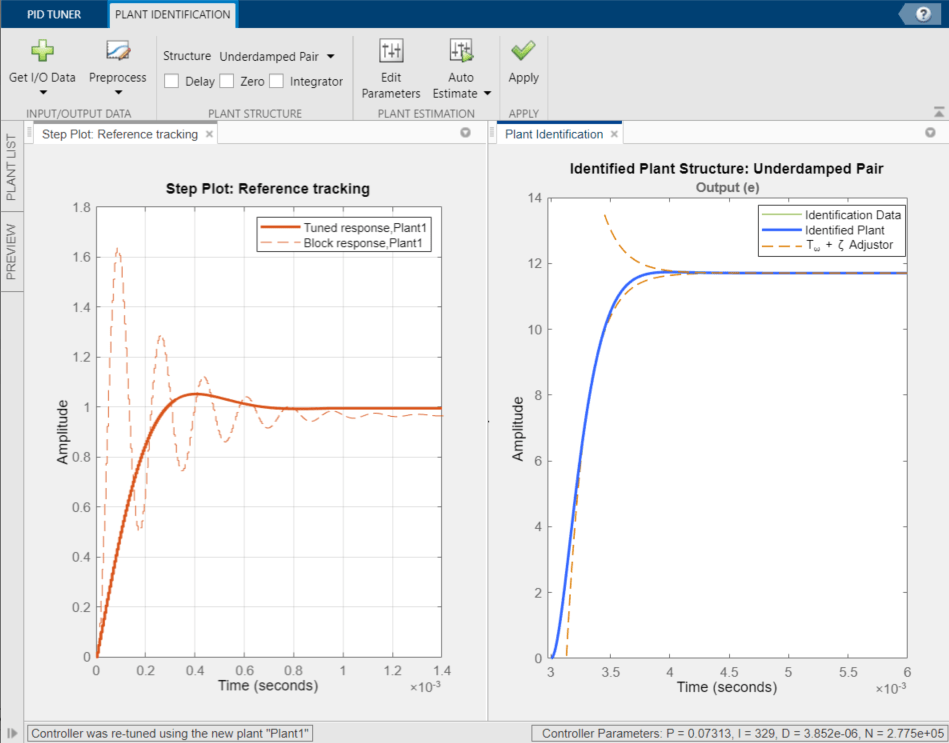 PID TUNER
PLANT IDENTIFICATION
?
Get I/O Data
Preprocess
Structure Underdamped Pair
Delay Zero Integrator
Edit
Parameters
Auto
Estimate
Apply
INPUT/OUTPUT DATA
PLANT STRUCTURE
PLANT ESTIMATION
APPLY
PLANT LIST
PREVIEW
Step Plot: Reference tracking ×
Step Plot: Reference tracking
Tuned response,Plant1
Block response,Plant1
Amplitude
1.8
1.6
1.4
1.2
1
0.8
0.6
0.4
0.2
0
0 0.2 0.4 0.6 0.8 1 1.2 1.4
Time (seconds)
×10⁻³
Plant Identification ×
Identified Plant Structure: Underdamped Pair
Output (e)
Identification Data
Identified Plant
Tω + ζ Adjustor
Amplitude
14
12
10
8
6
4
2
0
3 3.5 4 4.5 5 5.5 6
Time (seconds)
×10⁻³
Controller was re-tuned using the new plant "Plant1"
Controller Parameters: P = 0.07313, I = 329, D = 3.852e-06, N = 2.775e+05